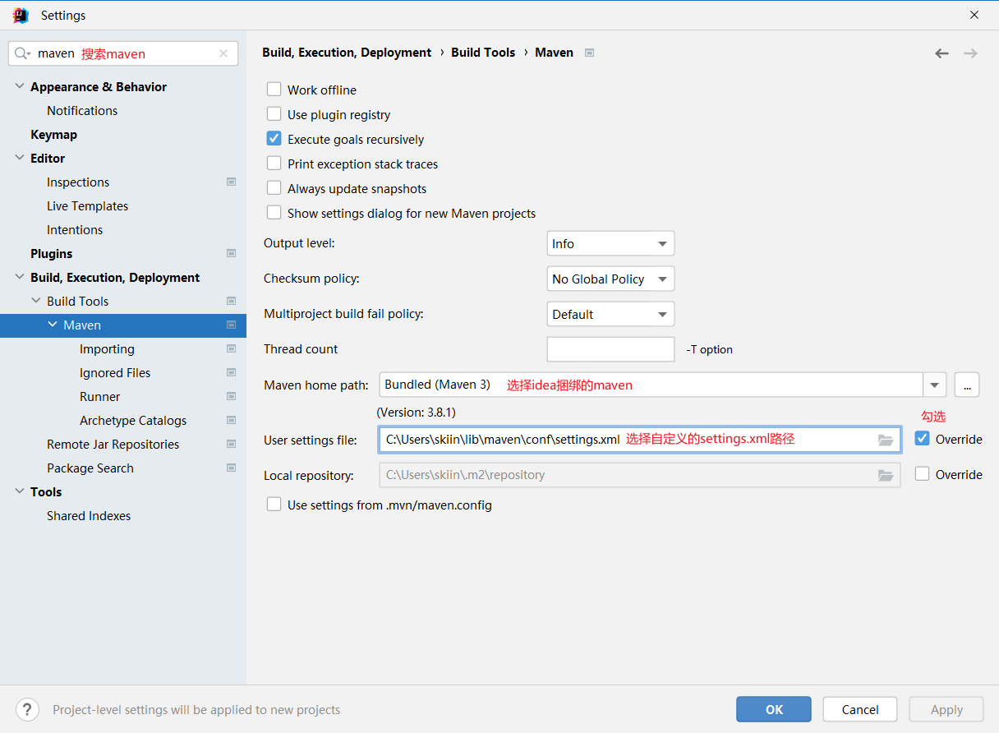 Settings
maven 搜索maven
Appearance & Behavior
Notifications
Keymap
Editor
Inspections
Live Templates
Intentions
Plugins
Build, Execution, Deployment
Build Tools
Maven
Importing
Ignored Files
Runner
Archetype Catalogs
Remote Jar Repositories
Package Search
Tools
Shared Indexes
Build, Execution, Deployment › Build Tools › Maven
Work offline
Use plugin registry
Execute goals recursively
Print exception stack traces
Always update snapshots
Show settings dialog for new Maven projects
Output level: Info
Checksum policy: No Global Policy
Multiproject build fail policy: Default
Thread count -T option
Maven home path: Bundled (Maven 3) 选择idea捆绑的maven ...
(Version: 3.8.1)
勾选
User settings file: C:\Users\skiin\lib\maven\conf\settings.xml 选择自定义的settings.xml路径 Override
Local repository: C:\Users\skiin\.m2\repository Override
Use settings from .mvn/maven.config
? Project-level settings will be applied to new projects
OK Cancel Apply